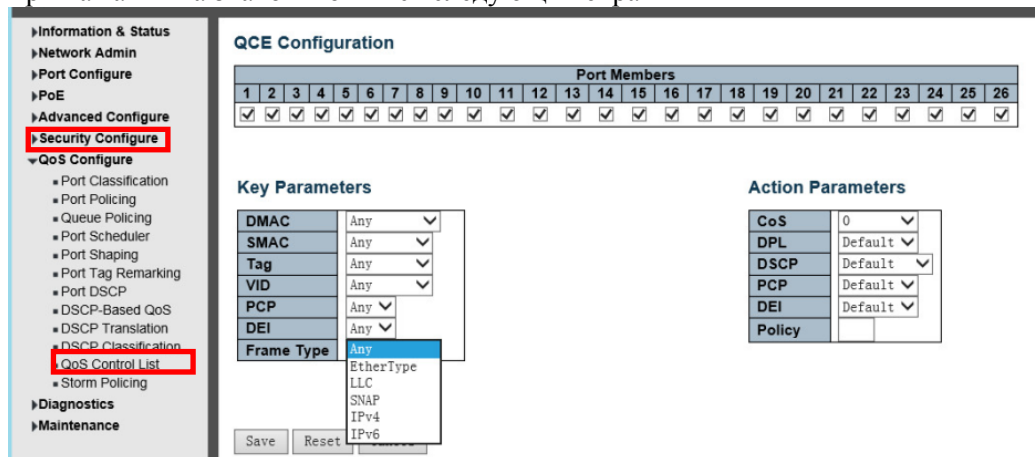 Information & Status
Network Admin
Port Configure
PoE
Advanced Configure
Security Configure
QoS Configure
Port Classification
Port Policing
Queue Policing
Port Scheduler
Port Shaping
Port Tag Remarking
Port DSCP
DSCP-Based QoS
DSCP Translation
DSCP Classification
QoS Control List
Storm Policing
Diagnostics
Maintenance
QCE Configuration
Port Members
1 2 3 4 5 6 7 8 9 10 11 12 13 14 15 16 17 18 19 20 21 22 23 24 25 26
Key Parameters
DMAC Any
SMAC Any
Tag Any
VID Any
PCP Any
DEI Any
Frame Type Any
EtherType
LLC
SNAP
IPv4
IPv6
Save Reset
Action Parameters
CoS 0
DPL Default
DSCP Default
PCP Default
DEI Default
Policy